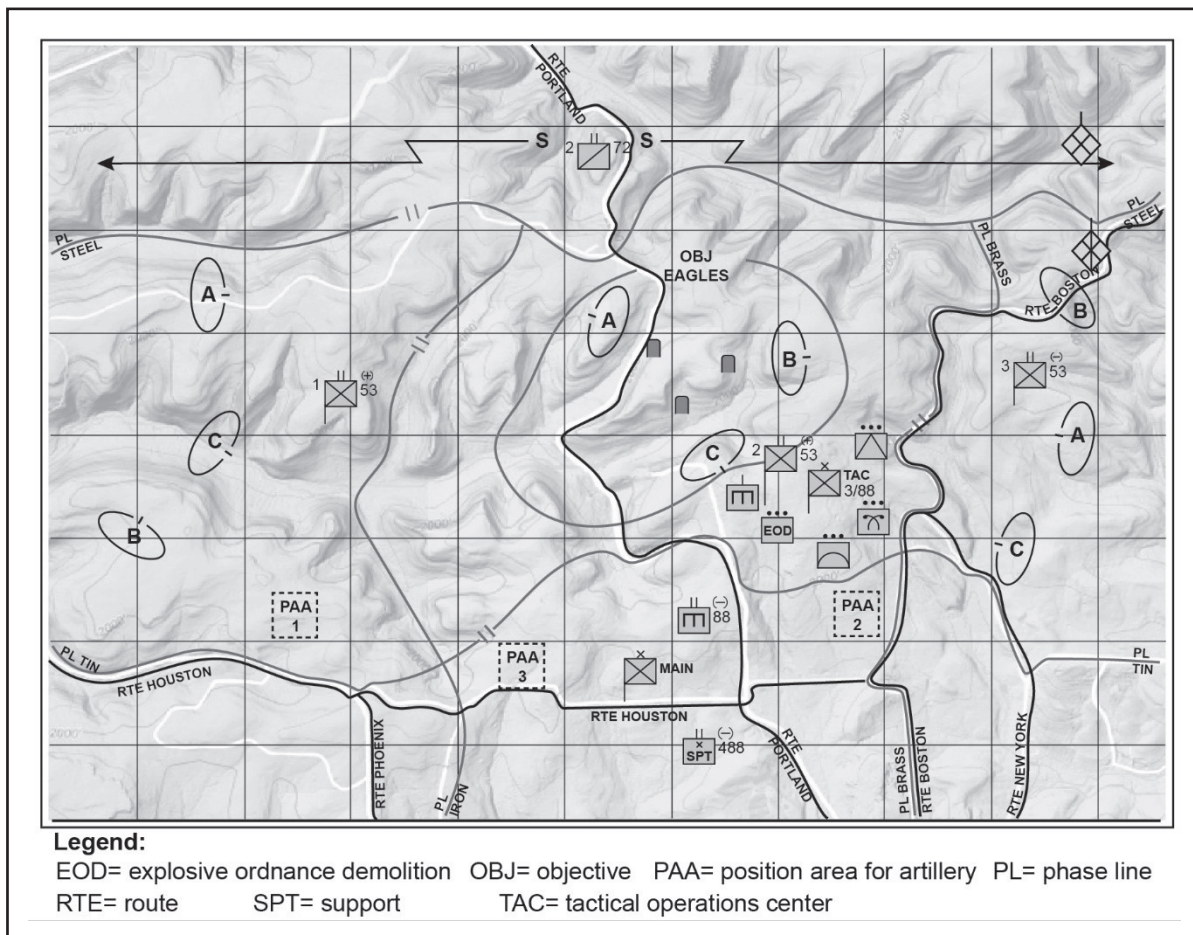 RTE
PORTLAND
S
2
72
S
PL
STEEL
PL
STEEL
OBJ
EAGLES
PL BRASS
RTE BOSTON
A
A
B
B
1
(+)
53
3
(-)
53
C
C
2
(+)
53
A
TAC
3/88
EOD
B
C
PAA
1
(-)
88
PAA
2
PL TIN
RTE HOUSTON
PAA
3
MAIN
PL
TIN
RTE HOUSTON
SPT
(-)
488
RTE PHOENIX
PL
IRON
RTE
PORTLAND
PL BRASS
RTE BOSTON
RTE NEW YORK
Legend:
EOD= explosive ordnance demolition OBJ= objective PAA= position area for artillery PL= phase line
RTE= route SPT= support TAC= tactical operations center